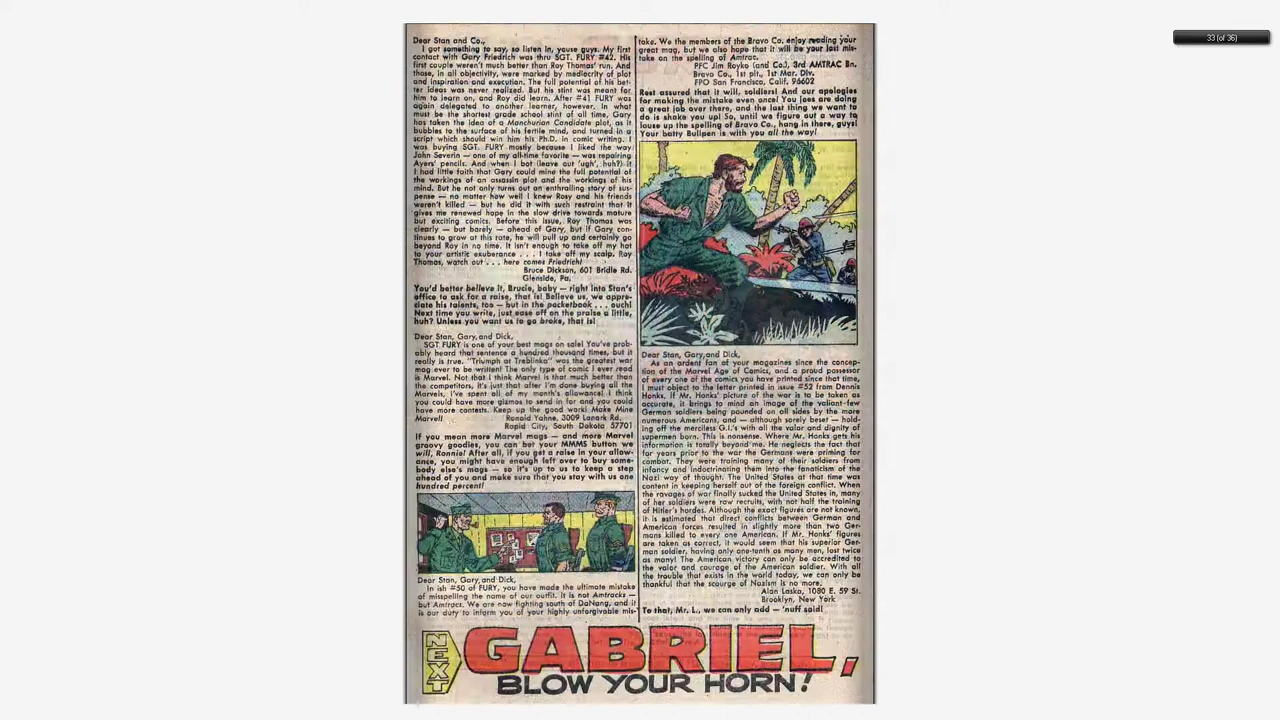 33 (of 36)
Dear Stan and Co.,
I got something to say, so listen in, youse guys. My first
contact with Gary Friedrich was thru SGT. FURY #42. His
first couple weren't much better than Roy Thomas' run. And
those, in all objectivity, were marked by mediocrity of plot
and inspiration and execution. The full potential of his bet-
ter ideas was never realized. But his stint was meant for
him to learn on, and Roy did learn. After #41 FURY was
again delegated to another learner, however. In what
must be the shortest grade school stint of all time, Gary
has taken the idea of a Manchurian Candidate plot, as it
bubbles to the surface of his fertile mind, and turned in a
script which should win him his Ph.D. in comic writing. I
was buying SGT. FURY mostly because I liked the way
John Severin — one of my all-time favorite — was repairing
Ayers' pencils. And when I bot (leave out 'ugh', huh?) it
I had little faith that Gary could mine the full potential of
the workings of an assassin plot and the workings of his
mind. But he not only turns out an enthralling story of sus-
pense — no matter how well I knew Rosy and his friends
weren't killed — but he did it with such restraint that it
gives me renewed hope in the slow drive towards mature
but exciting comics. Before this issue, Roy Thomas was
clearly — but barely — ahead of Gary, but if Gary con-
tinues to grow at this rate, he will pull up and certainly go
beyond Roy in no time. It isn't enough to take off my hat
to your artistic exuberance . . . I take off my scalp. Roy
Thomas, watch out . . . here comes Friedrich!
Bruce Dickson, 601 Bridle Rd.
Glenside, Pa.
You'd better believe it, Brucie, baby — right into Stan's
office to ask for a raise, that is! Believe us, we appre-
ciate his talents, too — but in the pocketbook . . . ouch!
Next time you write, just ease off on the praise a little,
huh? Unless you want us to go broke, that is!
Dear Stan, Gary, and Dick,
SGT FURY is one of your best mags on sale! You've prob-
ably heard that sentence a hundred thousand times, but it
really is true. "Triumph at Treblinka" was the greatest war
mag ever to be written! The only type of comic I ever read
is Marvel. Not that I think Marvel is that much better than
the competitors, it's just that after I'm done buying all the
Marvels, I've spent all of my month's allowance! I think
you could have more gizmos to send in for and you could
have more contests. Keep up the good work! Make Mine
Marvel! Ronald Yahne, 3009 Lanark Rd.
Rapid City, South Dakota 57701
If you mean more Marvel mags — and more Marvel
groovy goodies, you can bet your MMMS button we
will, Ronnie! After all, if you get a raise in your allow-
ance, you might have enough left over to buy some-
body else's mags — so it's up to us to keep a step
ahead of you and make sure that you stay with us one
hundred percent!
Dear Stan, Gary, and Dick,
In ish #50 of FURY, you have made the ultimate mistake
of misspelling the name of our outfit. It is not Amtracks —
but Amtracs. We are now fighting south of DaNang, and it
is our duty to inform you of your highly unforgivable mis-
take. We the members of the Bravo Co. enjoy reading your
great mag, but we also hope that it will be your last mis-
take on the spelling of Amtrac.
PFC Jim Royko (and Co.), 3rd AMTRAC Bn.
Bravo Co., 1st plt., 1st Mar. Div.
FPO San Francisco, Calif. 96602
Rest assured that it will, soldiers! And our apologies
for making the mistake even once! You joes are doing
a great job over there, and the last thing we want to
do is shake you up! So, until we figure out a way to
louse up the spelling of Bravo Co., hang in there, guys!
Your batty Bullpen is with you all the way!
Dear Stan, Gary, and Dick,
As an ardent fan of your magazines since the concep-
tion of the Marvel Age of Comics, and a proud possessor
of every one of the comics you have printed since that time,
I must object to the letter printed in issue #52 from Dennis
Honks. If Mr. Honks' picture of the war is to be taken as
accurate, it brings to mind an image of the valiant-few
German soldiers being pounded on all sides by the more
numerous Americans, and — although sorely beset — hold-
ing off the merciless G.I.'s with all the valor and dignity of
supermen born. This is nonsense. Where Mr. Honks gets his
information is totally beyond me. He neglects the fact that
for years prior to the war the Germans were priming for
combat. They were training many of their soldiers from
infancy and indoctrinating them into the fanaticism of the
Nazi way of thought. The United States at that time was
content in keeping herself out of the foreign conflict. When
the ravages of war finally sucked the United States in, many
of her soldiers were raw recruits, with not half the training
of Hitler's hordes. Although the exact figures are not known,
it is estimated that direct conflicts between German and
American forces resulted in slightly more than two Ger-
mans killed to every one American. If Mr. Honks' figures
are taken as correct, it would seem that his superior Ger-
man soldier, having only one-tenth as many men, lost twice
as many! The American victory can only be accredited to
the valor and courage of the American soldier. With all
the trouble that exists in the world today, we can only be
thankful that the scourge of Nazism is no more.
Alan Laska, 1080 E. 59 St.
Brooklyn, New York
To that, Mr. L., we can only add — 'nuff said!
NEXT
GABRIEL,
BLOW YOUR HORN!